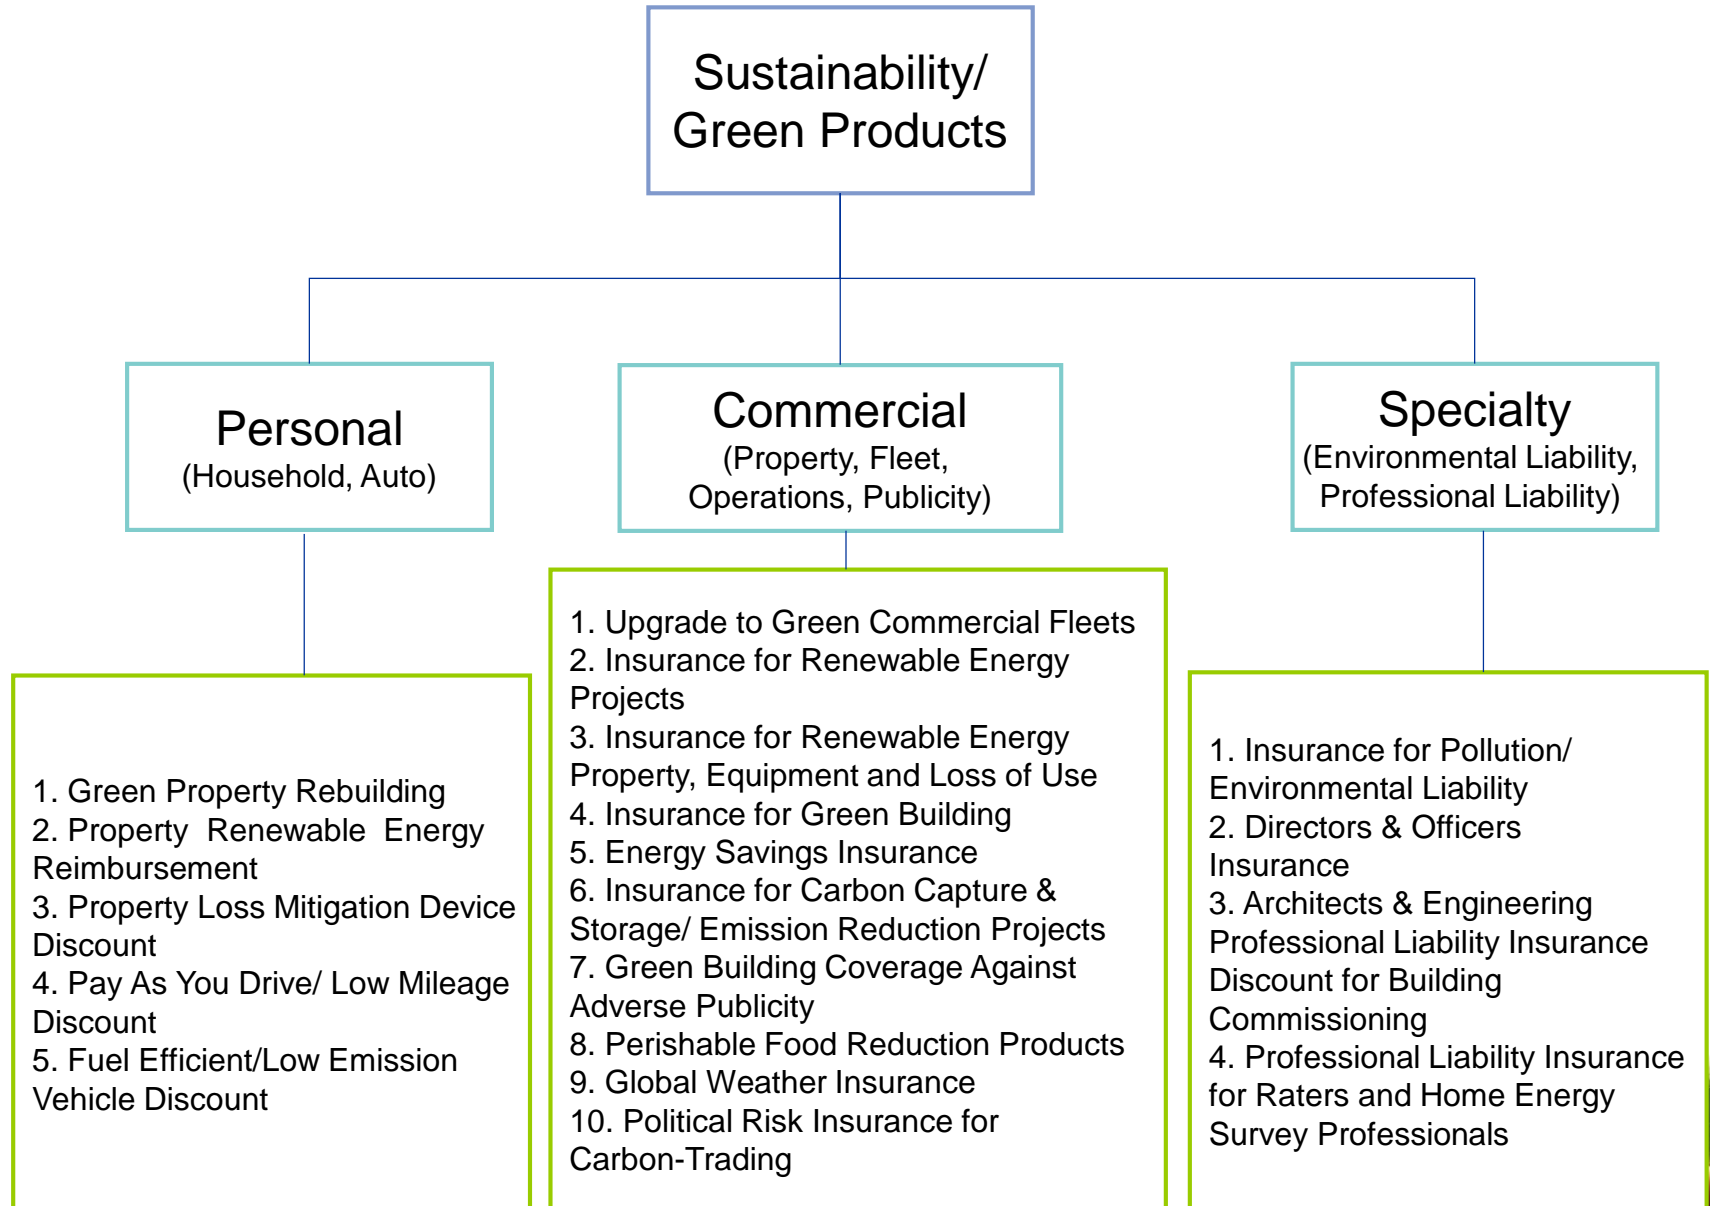 Sustainability/
Green Products
Personal
(Household, Auto)
Commercial
(Property, Fleet,
Operations, Publicity)
Specialty
(Environmental Liability,
Professional Liability)
1. Green Property Rebuilding
2. Property Renewable Energy
Reimbursement
3. Property Loss Mitigation Device
Discount
4. Pay As You Drive/ Low Mileage
Discount
5. Fuel Efficient/Low Emission
Vehicle Discount
1. Upgrade to Green Commercial Fleets
2. Insurance for Renewable Energy
Projects
3. Insurance for Renewable Energy
Property, Equipment and Loss of Use
4. Insurance for Green Building
5. Energy Savings Insurance
6. Insurance for Carbon Capture &
Storage/ Emission Reduction Projects
7. Green Building Coverage Against
Adverse Publicity
8. Perishable Food Reduction Products
9. Global Weather Insurance
10. Political Risk Insurance for
Carbon-Trading
1. Insurance for Pollution/
Environmental Liability
2. Directors & Officers
Insurance
3. Architects & Engineering
Professional Liability Insurance
Discount for Building
Commissioning
4. Professional Liability Insurance
for Raters and Home Energy
Survey Professionals